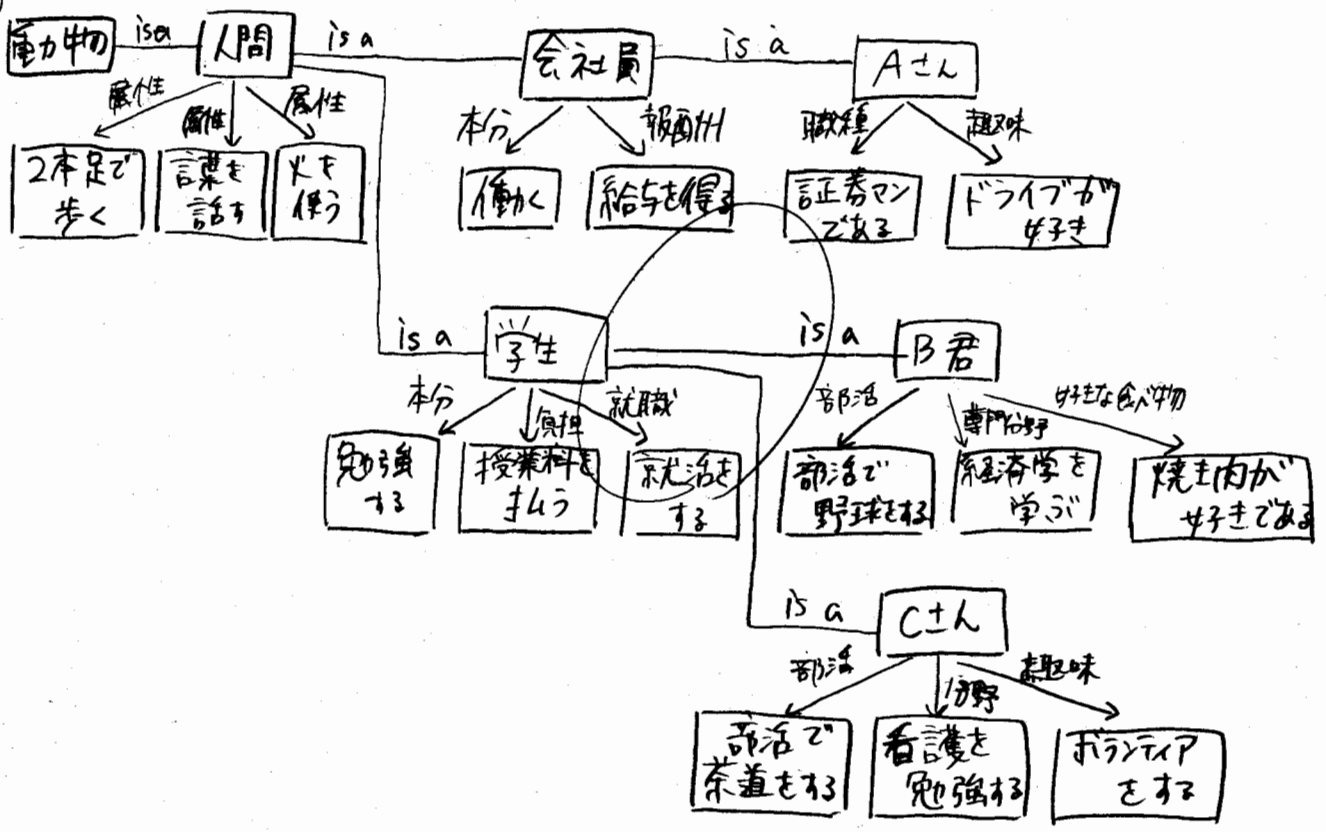 動物
is a
人間
is a
会社員
is a
Aさん
属性
属性
属性
本分
報酬
職種
趣味
2本足で
歩く
言葉を
話す
火を
使う
働く
給与を得る
証券マン
である
ドライブが
好き
is a
学生
is a
B君
本分
負担
就職
部活
専門分野
好きな食べ物
勉強
する
授業料を
払う
就活を
する
部活で
野球をする
経済学を
学ぶ
焼き肉が
好きである
is a
Cさん
部活
分野
趣味
部活で
茶道をする
看護を
勉強する
ボランティア
をする